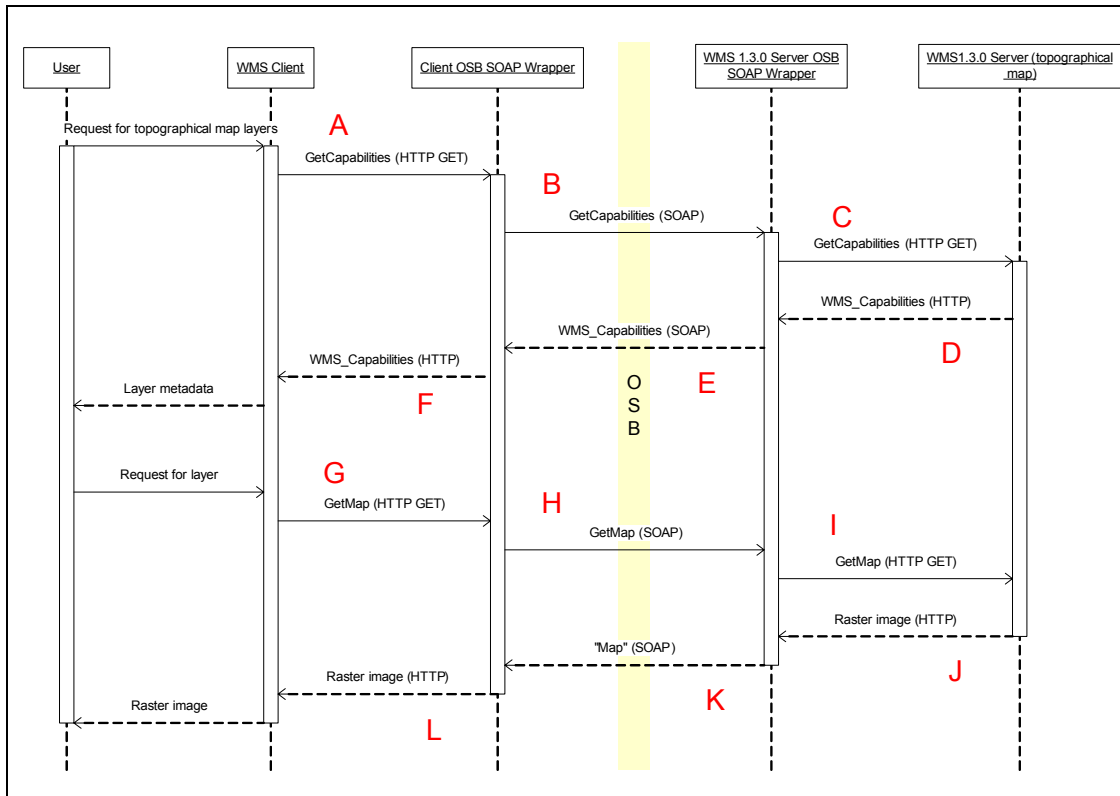 User
WMS Client
Client OSB SOAP Wrapper
WMS 1.3.0 Server OSB
SOAP Wrapper
WMS1.3.0 Server (topographical
map)
Request for topographical map layers
A
GetCapabilities (HTTP GET)
B
GetCapabilities (SOAP)
C
GetCapabilities (HTTP GET)
WMS_Capabilities (HTTP)
D
WMS_Capabilities (SOAP)
E
WMS_Capabilities (HTTP)
F
Layer metadata
O
S
B
Request for layer
G
GetMap (HTTP GET)
H
GetMap (SOAP)
I
GetMap (HTTP GET)
Raster image (HTTP)
J
"Map" (SOAP)
K
Raster image (HTTP)
L
Raster image